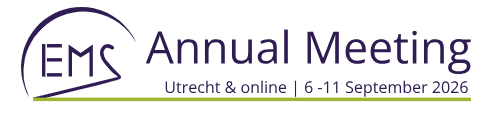 EMS
Annual Meeting
Utrecht & online | 6 -11 September 2026